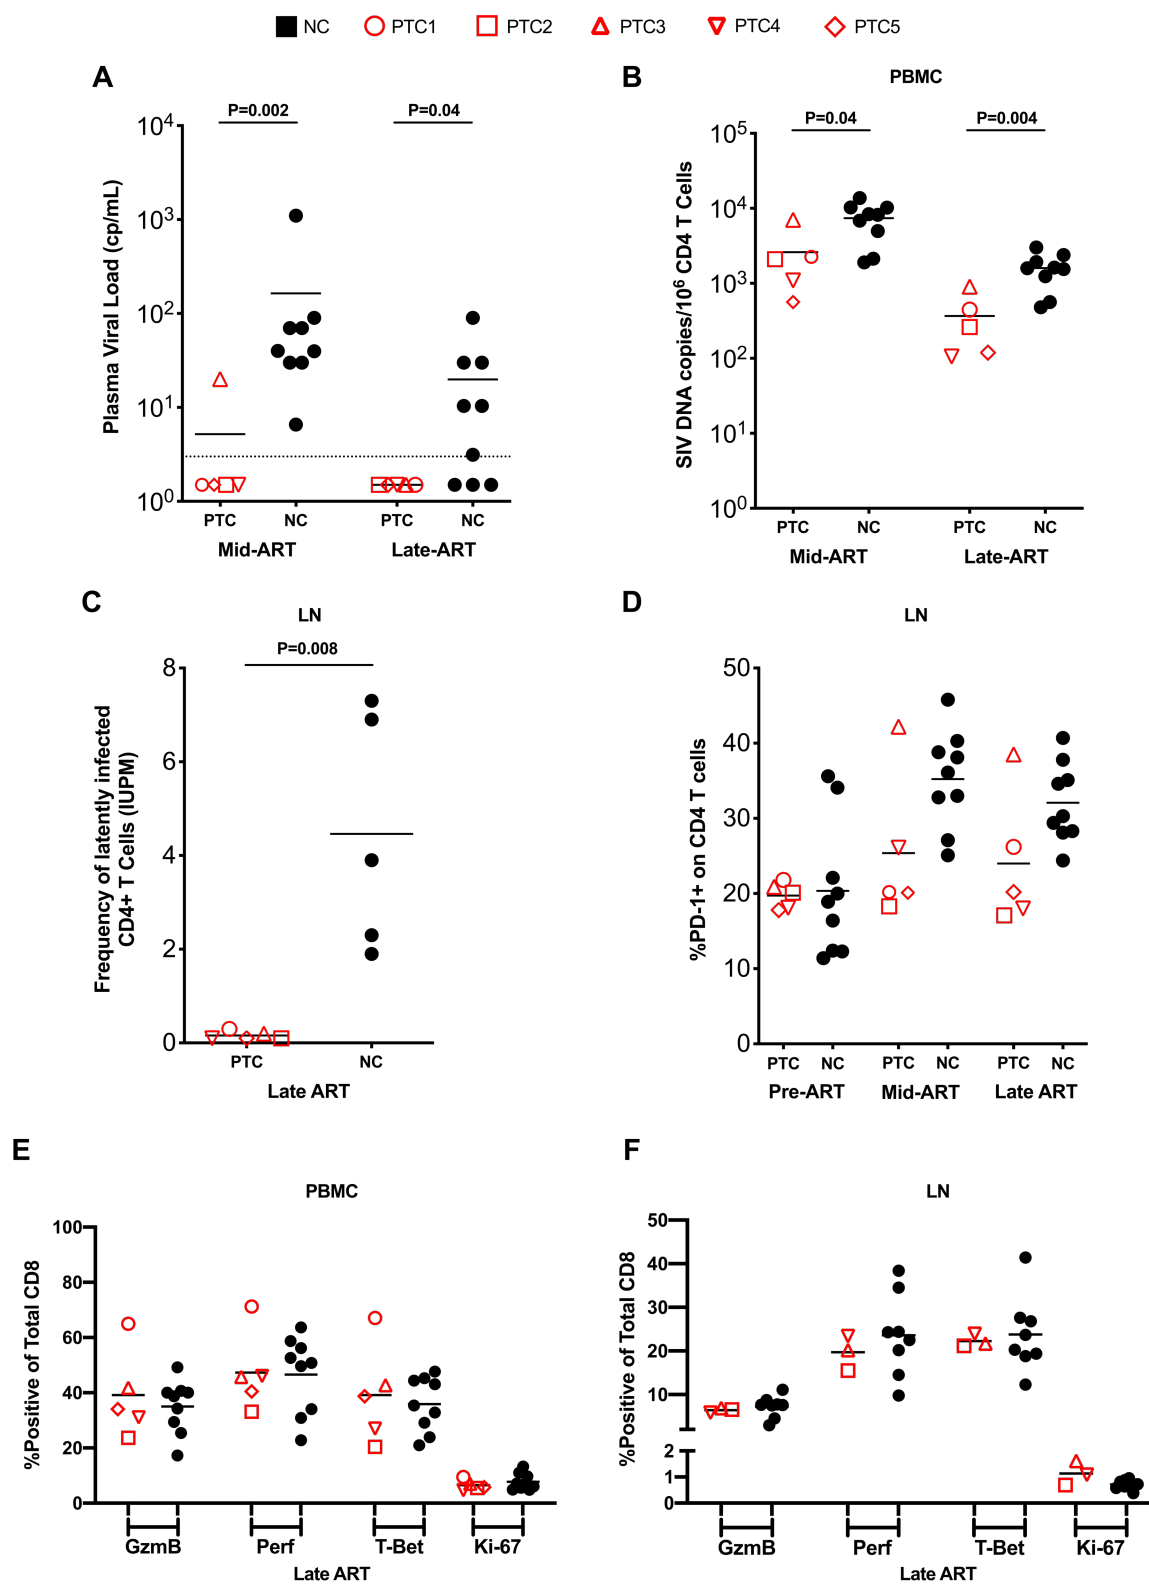 NC PTC1 PTC2 PTC3 PTC4 PTC5
A
P=0.002 P=0.04
Plasma Viral Load (cp/mL)
10⁴
10³
10²
10¹
10⁰
PTC NC PTC NC
Mid-ART Late-ART
B
PBMC
P=0.04 P=0.004
SIV DNA copies/10⁶ CD4 T Cells
10⁵
10⁴
10³
10²
10¹
10⁰
PTC NC PTC NC
Mid-ART Late-ART
C
LN
P=0.008
Frequency of latently infected
CD4+ T Cells (IUPM)
8
6
4
2
0
PTC NC
Late ART
D
LN
%PD-1+ on CD4 T cells
50
40
30
20
10
0
PTC NC PTC NC PTC NC
Pre-ART Mid-ART Late ART
E
PBMC
%Positive of Total CD8
100
80
60
40
20
0
GzmB Perf T-Bet Ki-67
Late ART
F
LN
%Positive of Total CD8
50
40
30
20
10
2
1
0
GzmB Perf T-Bet Ki-67
Late ART